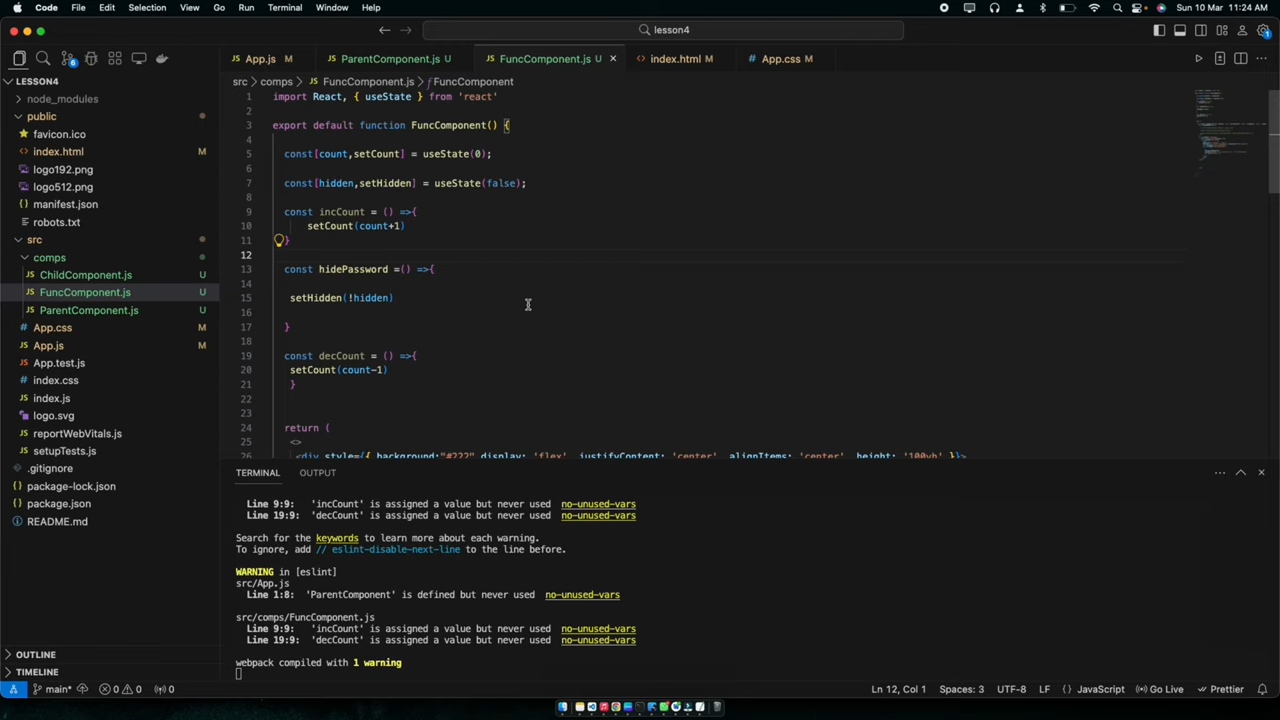 Code File Edit Selection View Go Run Terminal Window Help Sun 10 Mar 11:24 AM
lesson4
App.js M ParentComponent.js U FuncComponent.js U × index.html M App.css M
LESSON4
src > comps > JS FuncComponent.js > FuncComponent
node_modules
public
favicon.ico
index.html M
logo192.png
logo512.png
manifest.json
robots.txt
src
comps
JS ChildComponent.js U
JS FuncComponent.js U
JS ParentComponent.js U
# App.css M
JS App.js M
JS App.test.js
# index.css
JS index.js
logo.svg
JS reportWebVitals.js
JS setupTests.js
.gitignore
package-lock.json
package.json
README.md
OUTLINE
TIMELINE
1 import React, { useState } from 'react'
2
3 export default function FuncComponent() {
4
5 const[count,setCount] = useState(0);
6
7 const[hidden,setHidden] = useState(false);
8
9 const incCount = () =>{
10 setCount(count+1)
11 }
12
13 const hidePassword =() =>{
14
15 setHidden(!hidden)
16
17 }
18
19 const decCount = () =>{
20 setCount(count-1)
21 }
22
23
24 return (
25 <>
26 <div style={{ background:"#222" display: 'flex', justifyContent: 'center', alignItems: 'center', height: '100vh' }}>
TERMINAL OUTPUT
Line 9:9: 'incCount' is assigned a value but never used no-unused-vars
Line 19:9: 'decCount' is assigned a value but never used no-unused-vars
Search for the keywords to learn more about each warning.
To ignore, add // eslint-disable-next-line to the line before.
WARNING in [eslint]
src/App.js
Line 1:8: 'ParentComponent' is defined but never used no-unused-vars
src/comps/FuncComponent.js
Line 9:9: 'incCount' is assigned a value but never used no-unused-vars
Line 19:9: 'decCount' is assigned a value but never used no-unused-vars
webpack compiled with 1 warning
main* 0 0 0 Ln 12, Col 1 Spaces: 3 UTF-8 LF {} JavaScript Go Live Prettier